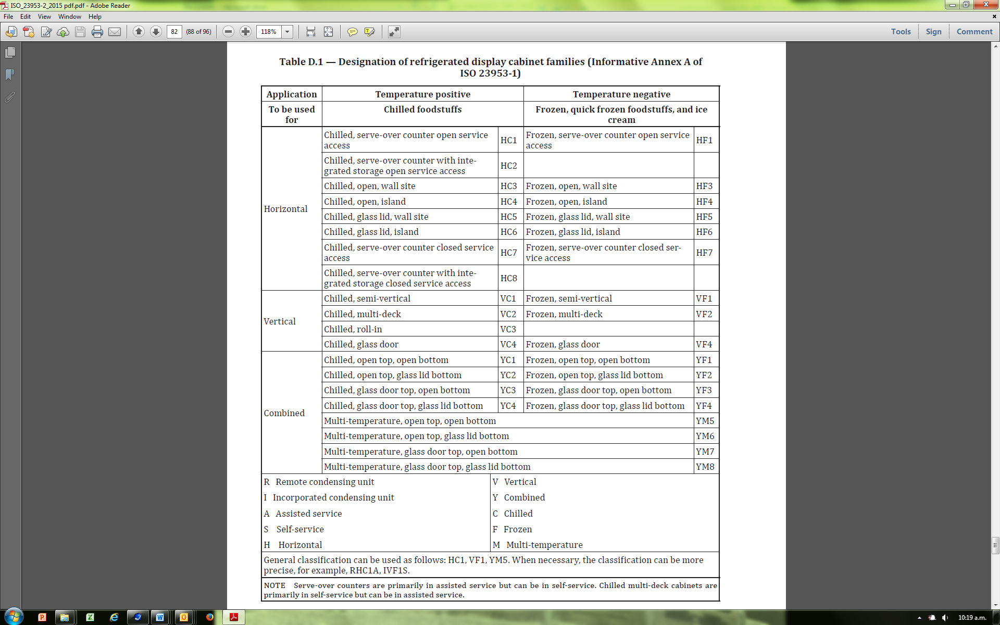 ISO_23953-2_2015 pdf.pdf - Adobe Reader
File Edit View Window Help
82 (88 of 96) 118% Tools Sign Comment
Table D.1 — Designation of refrigerated display cabinet families (Informative Annex A of
ISO 23953-1)
Application Temperature positive Temperature negative
To be used
for
Chilled foodstuffs
Frozen, quick frozen foodstuffs, and ice
cream
Horizontal
Chilled, serve-over counter open service
access
HC1
Frozen, serve-over counter open service
access
HF1
Chilled, serve-over counter with inte-
grated storage open service access
HC2
Chilled, open, wall site HC3 Frozen, open, wall site HF3
Chilled, open, island HC4 Frozen, open, island HF4
Chilled, glass lid, wall site HC5 Frozen, glass lid, wall site HF5
Chilled, glass lid, island HC6 Frozen, glass lid, island HF6
Chilled, serve-over counter closed service
access
HC7
Frozen, serve-over counter closed ser-
vice access
HF7
Chilled, serve-over counter with inte-
grated storage closed service access
HC8
Vertical
Chilled, semi-vertical VC1 Frozen, semi-vertical VF1
Chilled, multi-deck VC2 Frozen, multi-deck VF2
Chilled, roll-in VC3
Chilled, glass door VC4 Frozen, glass door VF4
Combined
Chilled, open top, open bottom YC1 Frozen, open top, open bottom YF1
Chilled, open top, glass lid bottom YC2 Frozen, open top, glass lid bottom YF2
Chilled, glass door top, open bottom YC3 Frozen, glass door top, open bottom YF3
Chilled, glass door top, glass lid bottom YC4 Frozen, glass door top, glass lid bottom YF4
Multi-temperature, open top, open bottom YM5
Multi-temperature, open top, glass lid bottom YM6
Multi-temperature, glass door top, open bottom YM7
Multi-temperature, glass door top, glass lid bottom YM8
R Remote condensing unit
I Incorporated condensing unit
A Assisted service
S Self-service
H Horizontal
V Vertical
Y Combined
C Chilled
F Frozen
M Multi-temperature
General classification can be used as follows: HC1, VF1, YM5. When necessary, the classification can be more
precise, for example, RHC1A, IVF1S.
NOTE Serve-over counters are primarily in assisted service but can be in self-service. Chilled multi-deck cabinets are
primarily in self-service but can be in assisted service.
10:19 a.m.